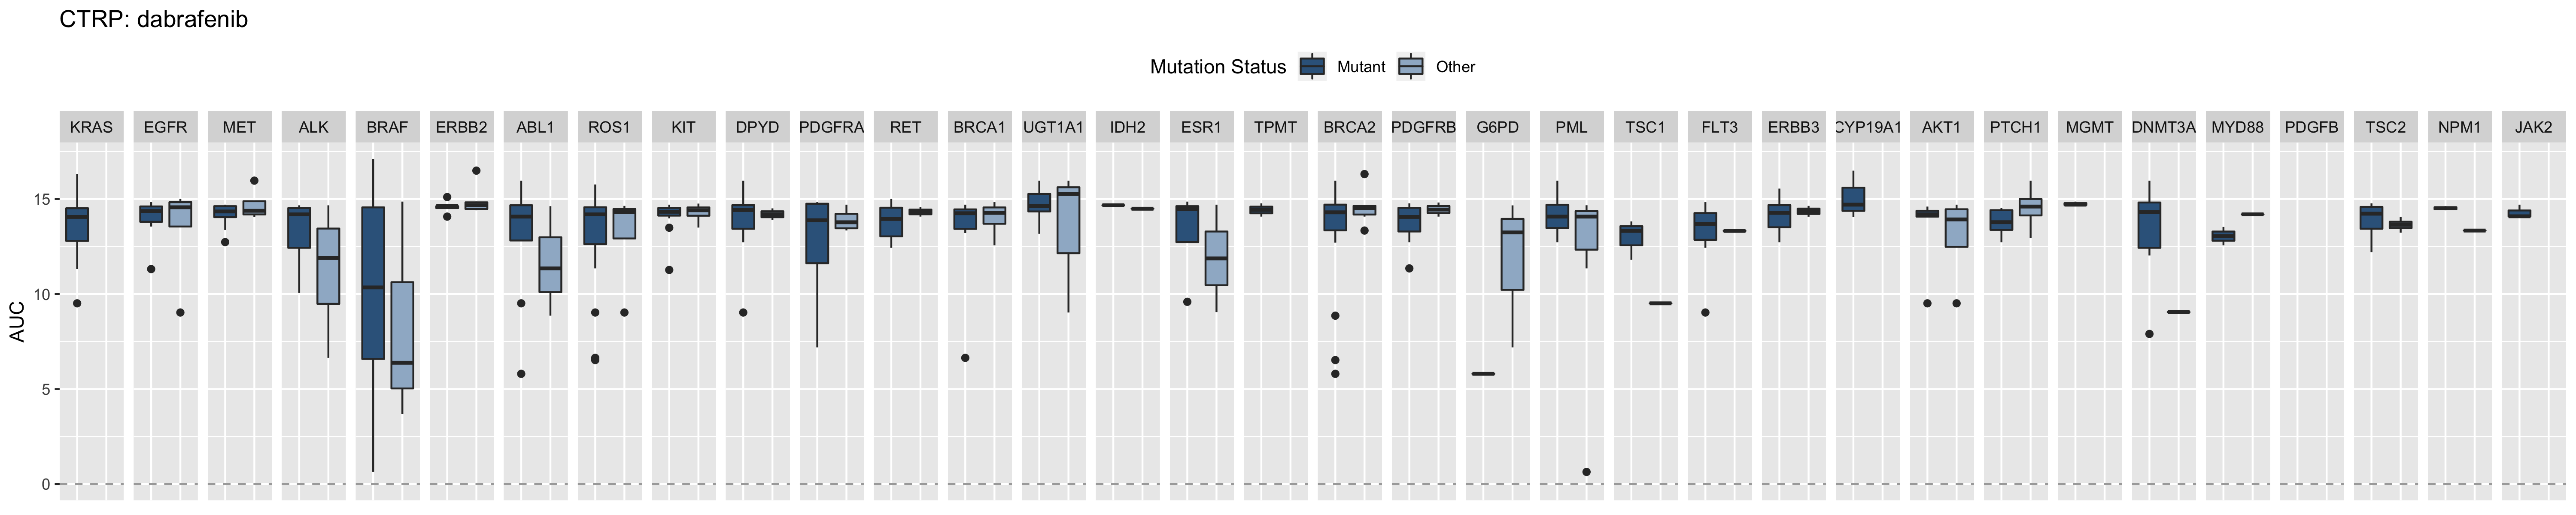 CTRP: dabrafenib
Mutation Status Mutant Other
KRAS EGFR MET ALK BRAF ERBB2 ABL1 ROS1 KIT DPYD PDGFRA RET BRCA1 UGT1A1 IDH2 ESR1 TPMT BRCA2 PDGFRB G6PD PML TSC1 FLT3 ERBB3 CYP19A1 AKT1 PTCH1 MGMT DNMT3A MYD88 PDGFB TSC2 NPM1 JAK2
15
10
AUC
5
0